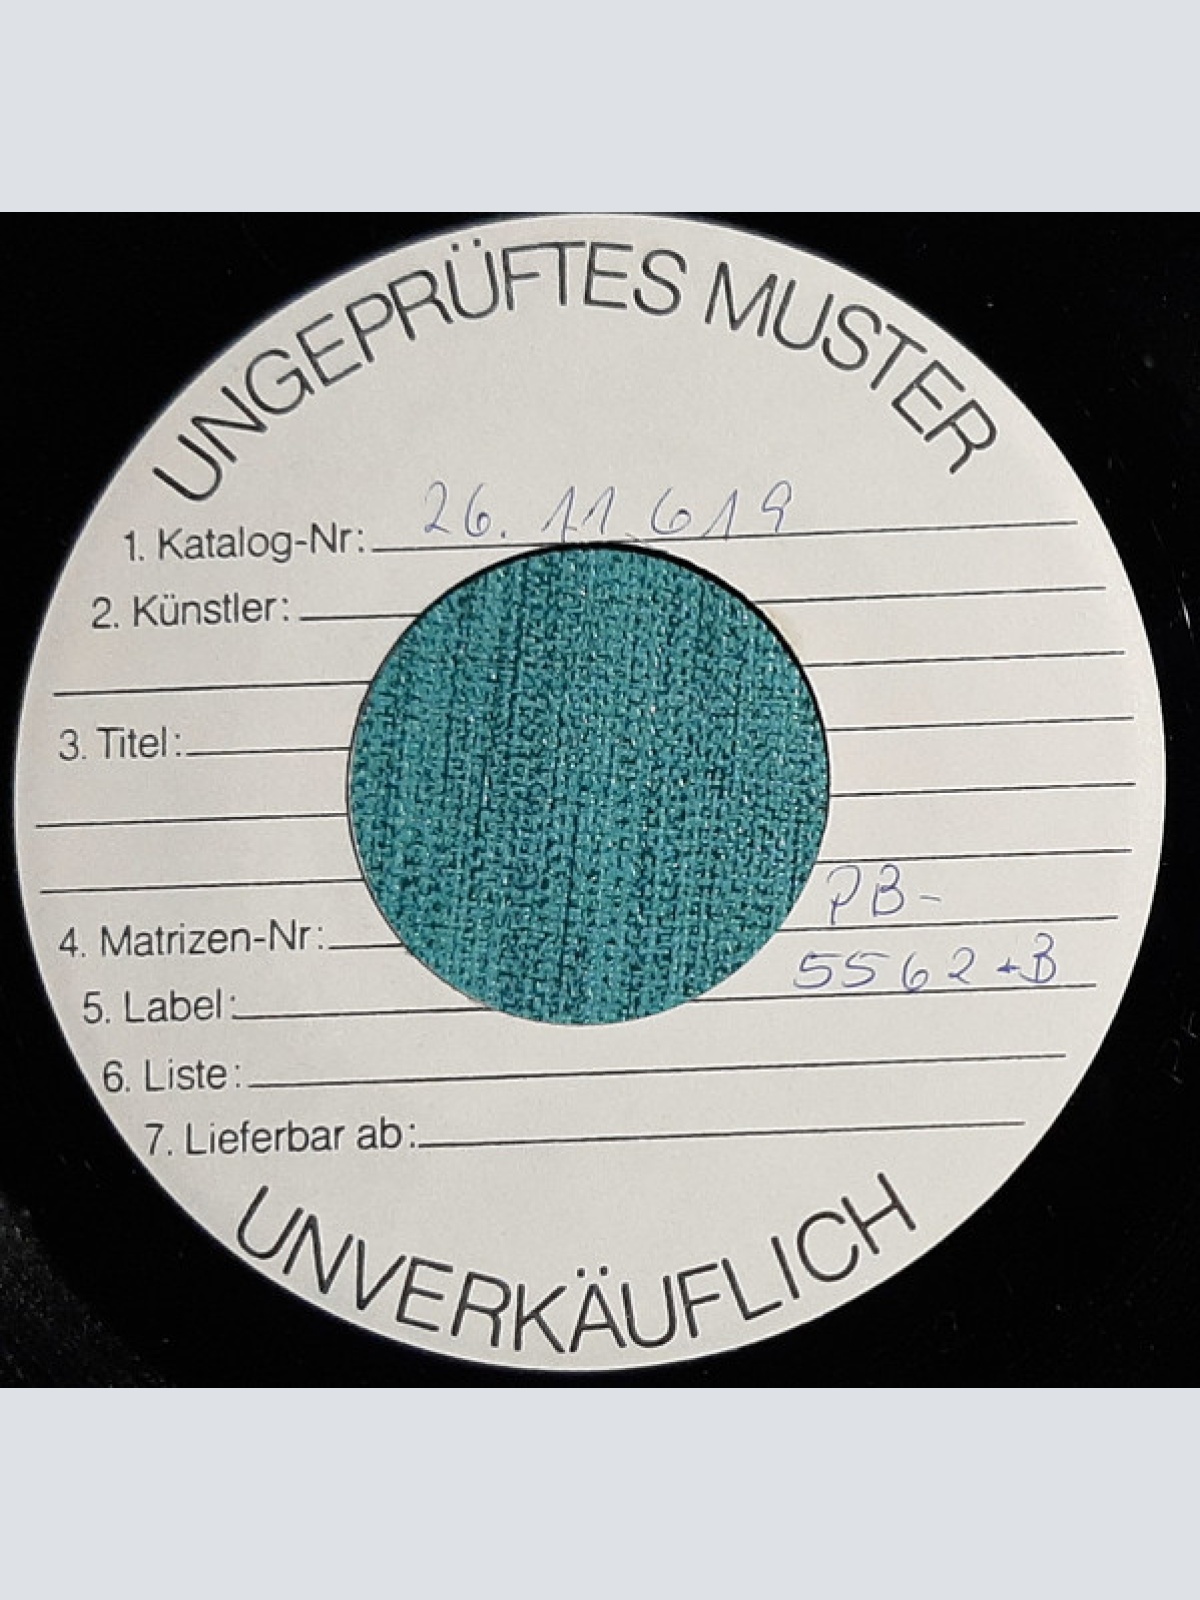 UNGEPRÜFTES MUSTER
1. Katalog-Nr: 26.11.619
2. Künstler:
3. Titel:
PB-
4. Matrizen-Nr: 5562-B
5. Label:
6. Liste:
7. Lieferbar ab:
UNVERKÄUFLICH